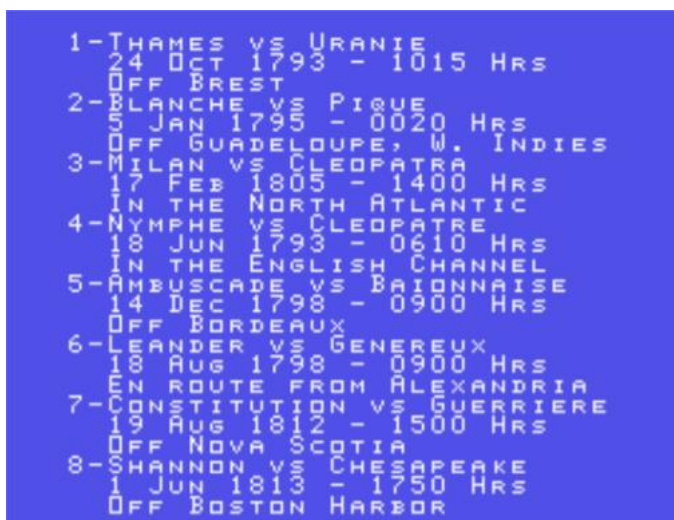 1-THAMES VS URANIE
24 OCT 1793 - 1015 HRS
OFF BREST
2-BLANCHE VS PIQUE
5 JAN 1795 - 0020 HRS
OFF GUADELOUPE, W. INDIES
3-MILAN VS CLEOPATRA
17 FEB 1805 - 1400 HRS
IN THE NORTH ATLANTIC
4-NYMPHE VS CLEOPATRE
18 JUN 1793 - 0610 HRS
IN THE ENGLISH CHANNEL
5-AMBUSCADE VS BAIONNAISE
14 DEC 1798 - 0900 HRS
OFF BORDEAUX
6-LEANDER VS GENEREUX
18 AUG 1798 - 0900 HRS
EN ROUTE FROM ALEXANDRIA
7-CONSTITUTION VS GUERRIERE
19 AUG 1812 - 1500 HRS
OFF NOVA SCOTIA
8-SHANNON VS CHESAPEAKE
1 JUN 1813 - 1750 HRS
OFF BOSTON HARBOR